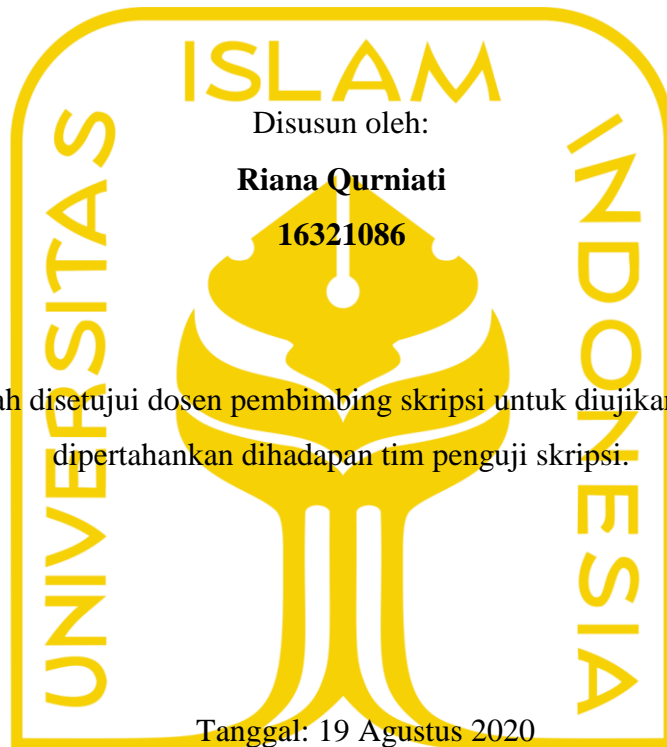 ISLAM
UNIVERSITAS
INDONESIA
Disusun oleh:
Riana Qurniati
16321086
ah disetujui dosen pembimbing skripsi untuk diujikan
dipertahankan dihadapan tim penguji skripsi.
Tanggal: 19 Agustus 2020